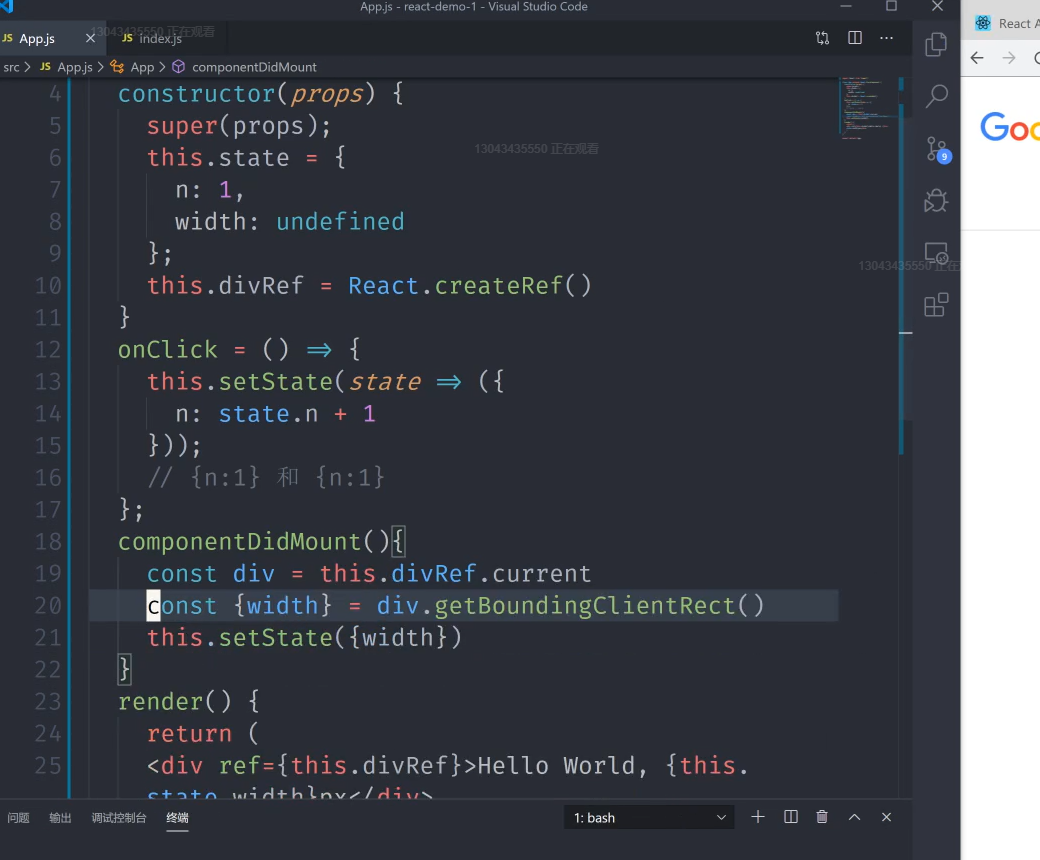 App.js - react-demo-1 - Visual Studio Code
JS App.js
JS index.js
13043435550 正在观看
React A
src > JS App.js > App > componentDidMount
4 constructor(props) {
5 super(props);
6 this.state = {
7 n: 1,
8 width: undefined
9 };
10 this.divRef = React.createRef()
11 }
12 onClick = () => {
13 this.setState(state => ({
14 n: state.n + 1
15 }));
16 // {n:1} 和 {n:1}
17 };
18 componentDidMount(){
19 const div = this.divRef.current
20 const {width} = div.getBoundingClientRect()
21 this.setState({width})
22 }
23 render() {
24 return (
25 <div ref={this.divRef}>Hello World, {this.
state.width}px</div>
13043435550 正在观看
13043435550 正在
9
Goo
问题 输出 调试控制台 终端
1: bash